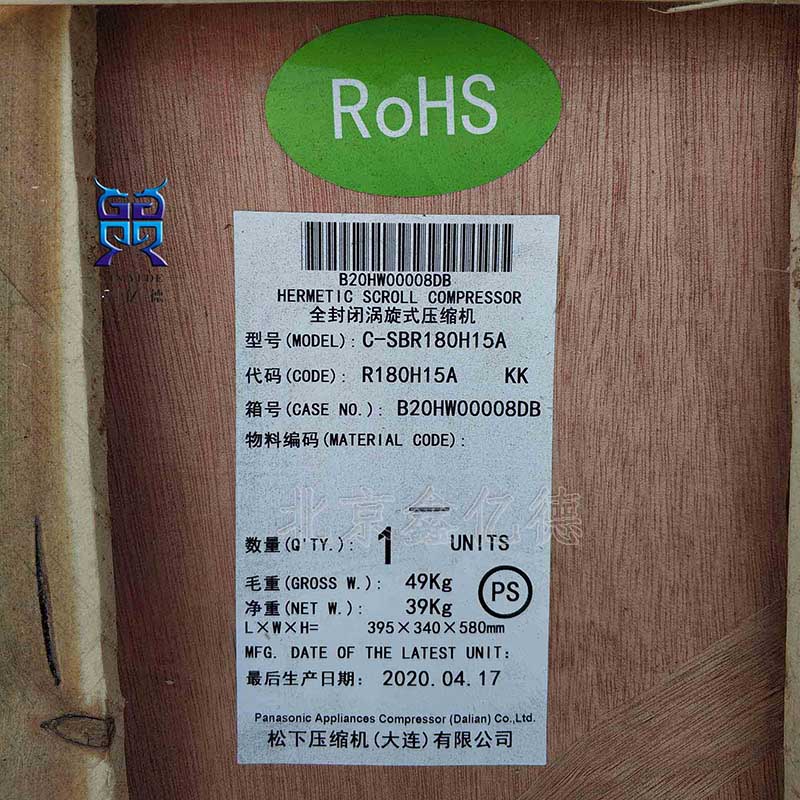 RoHS
B20HW00008DB
HERMETIC SCROLL COMPRESSOR
全封闭涡旋式压缩机
型号(MODEL): C-SBR180H15A
代码(CODE): R180H15A KK
箱号(CASE NO.): B20HW00008DB
物料编码(MATERIAL CODE):
北京鑫亿德
数量(Q'TY.): 1 UNITS
毛重(GROSS W.): 49Kg
净重(NET W.): 39Kg
PS
L×W×H= 395×340×580mm
MFG. DATE OF THE LATEST UNIT:
最后生产日期: 2020.04.17
Panasonic Appliances Compressor (Dalian) Co.,Ltd.
松下压缩机(大连)有限公司